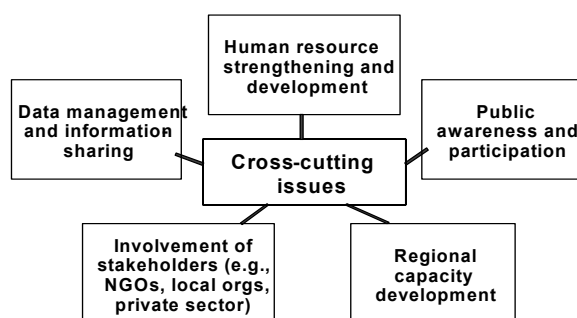 Human resource
strengthening and
development
Data management
and information-
sharing
Public
awareness and
participation
Cross-cutting
issues
Involvement of
stakeholders (e.g.,
NGOs, local orgs,
private sector)
Regional
capacity
development